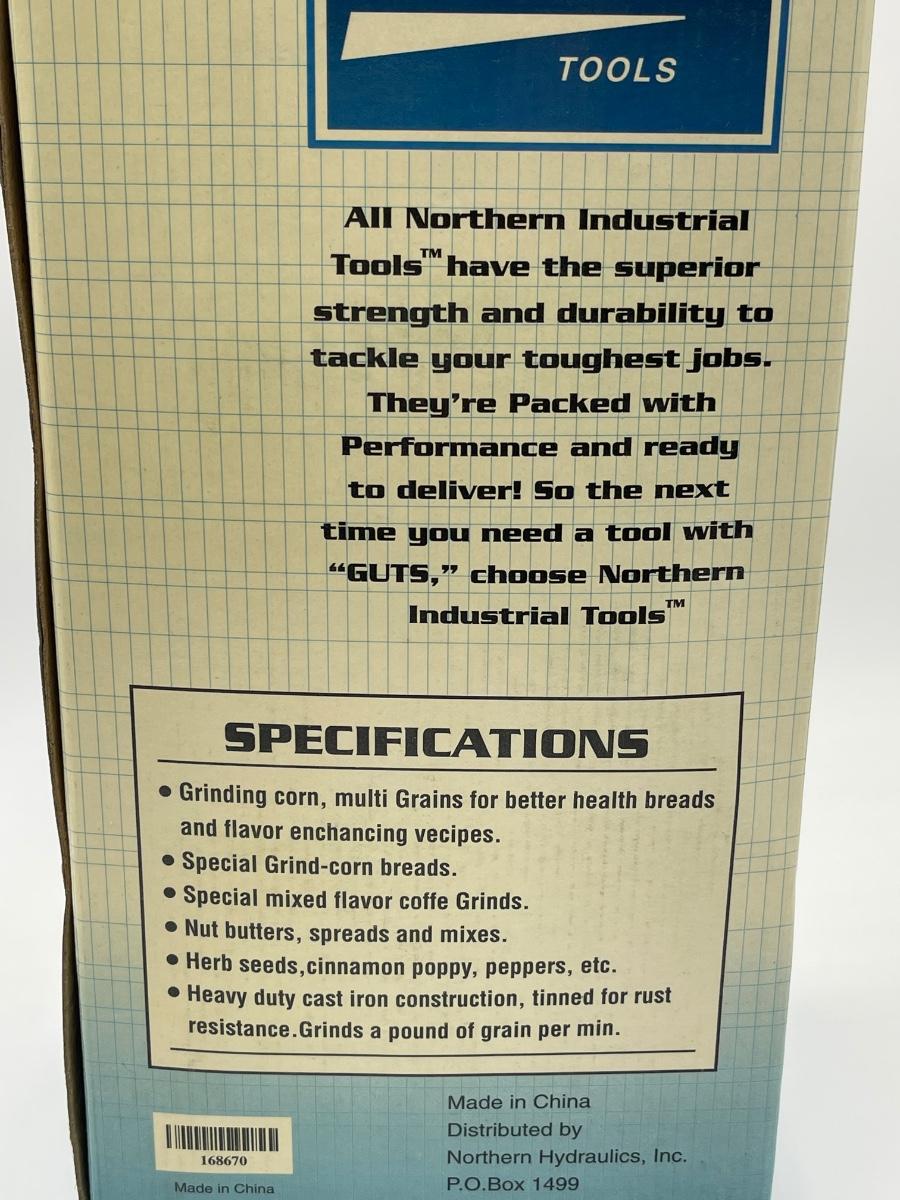 TOOLS
All Northern Industrial
Tools™ have the superior
strength and durability to
tackle your toughest jobs.
They're Packed with
Performance and ready
to deliver! So the next
time you need a tool with
“GUTS,” choose Northern
Industrial Tools™
SPECIFICATIONS
• Grinding corn, multi Grains for better health breads
and flavor enchancing vecipes.
• Special Grind-corn breads.
• Special mixed flavor coffe Grinds.
• Nut butters, spreads and mixes.
• Herb seeds,cinnamon poppy, peppers, etc.
• Heavy duty cast iron construction, tinned for rust
resistance.Grinds a pound of grain per min.
168670
Made in China
Made in China
Distributed by
Northern Hydraulics, Inc.
P.O.Box 1499